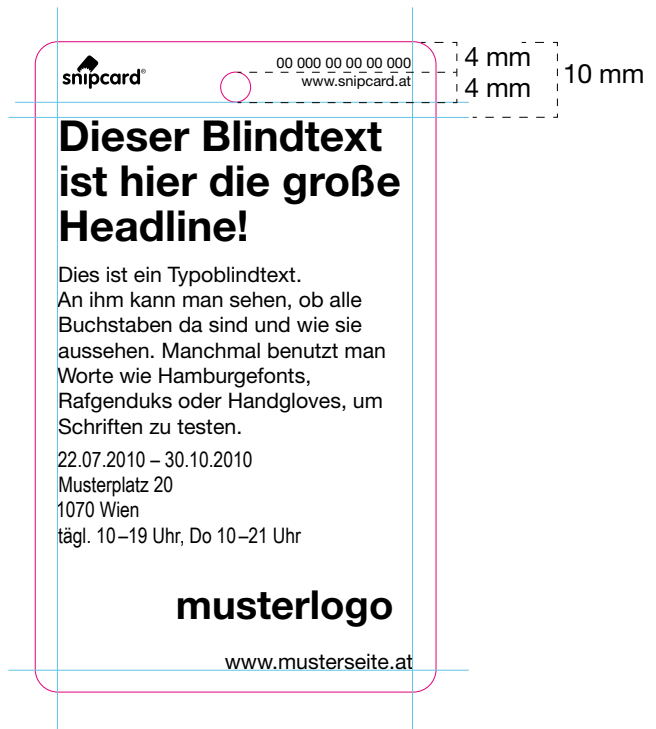 snipcard®
00 000 00 00 00 000
www.snipcard.at
4 mm
4 mm
10 mm
Dieser Blindtext
ist hier die große
Headline!
Dies ist ein Typoblindtext.
An ihm kann man sehen, ob alle
Buchstaben da sind und wie sie
aussehen. Manchmal benutzt man
Worte wie Hamburgefonts,
Rafgenduks oder Handgloves, um
Schriften zu testen.
22.07.2010 – 30.10.2010
Musterplatz 20
1070 Wien
tägl. 10–19 Uhr, Do 10–21 Uhr
musterlogo
www.musterseite.at